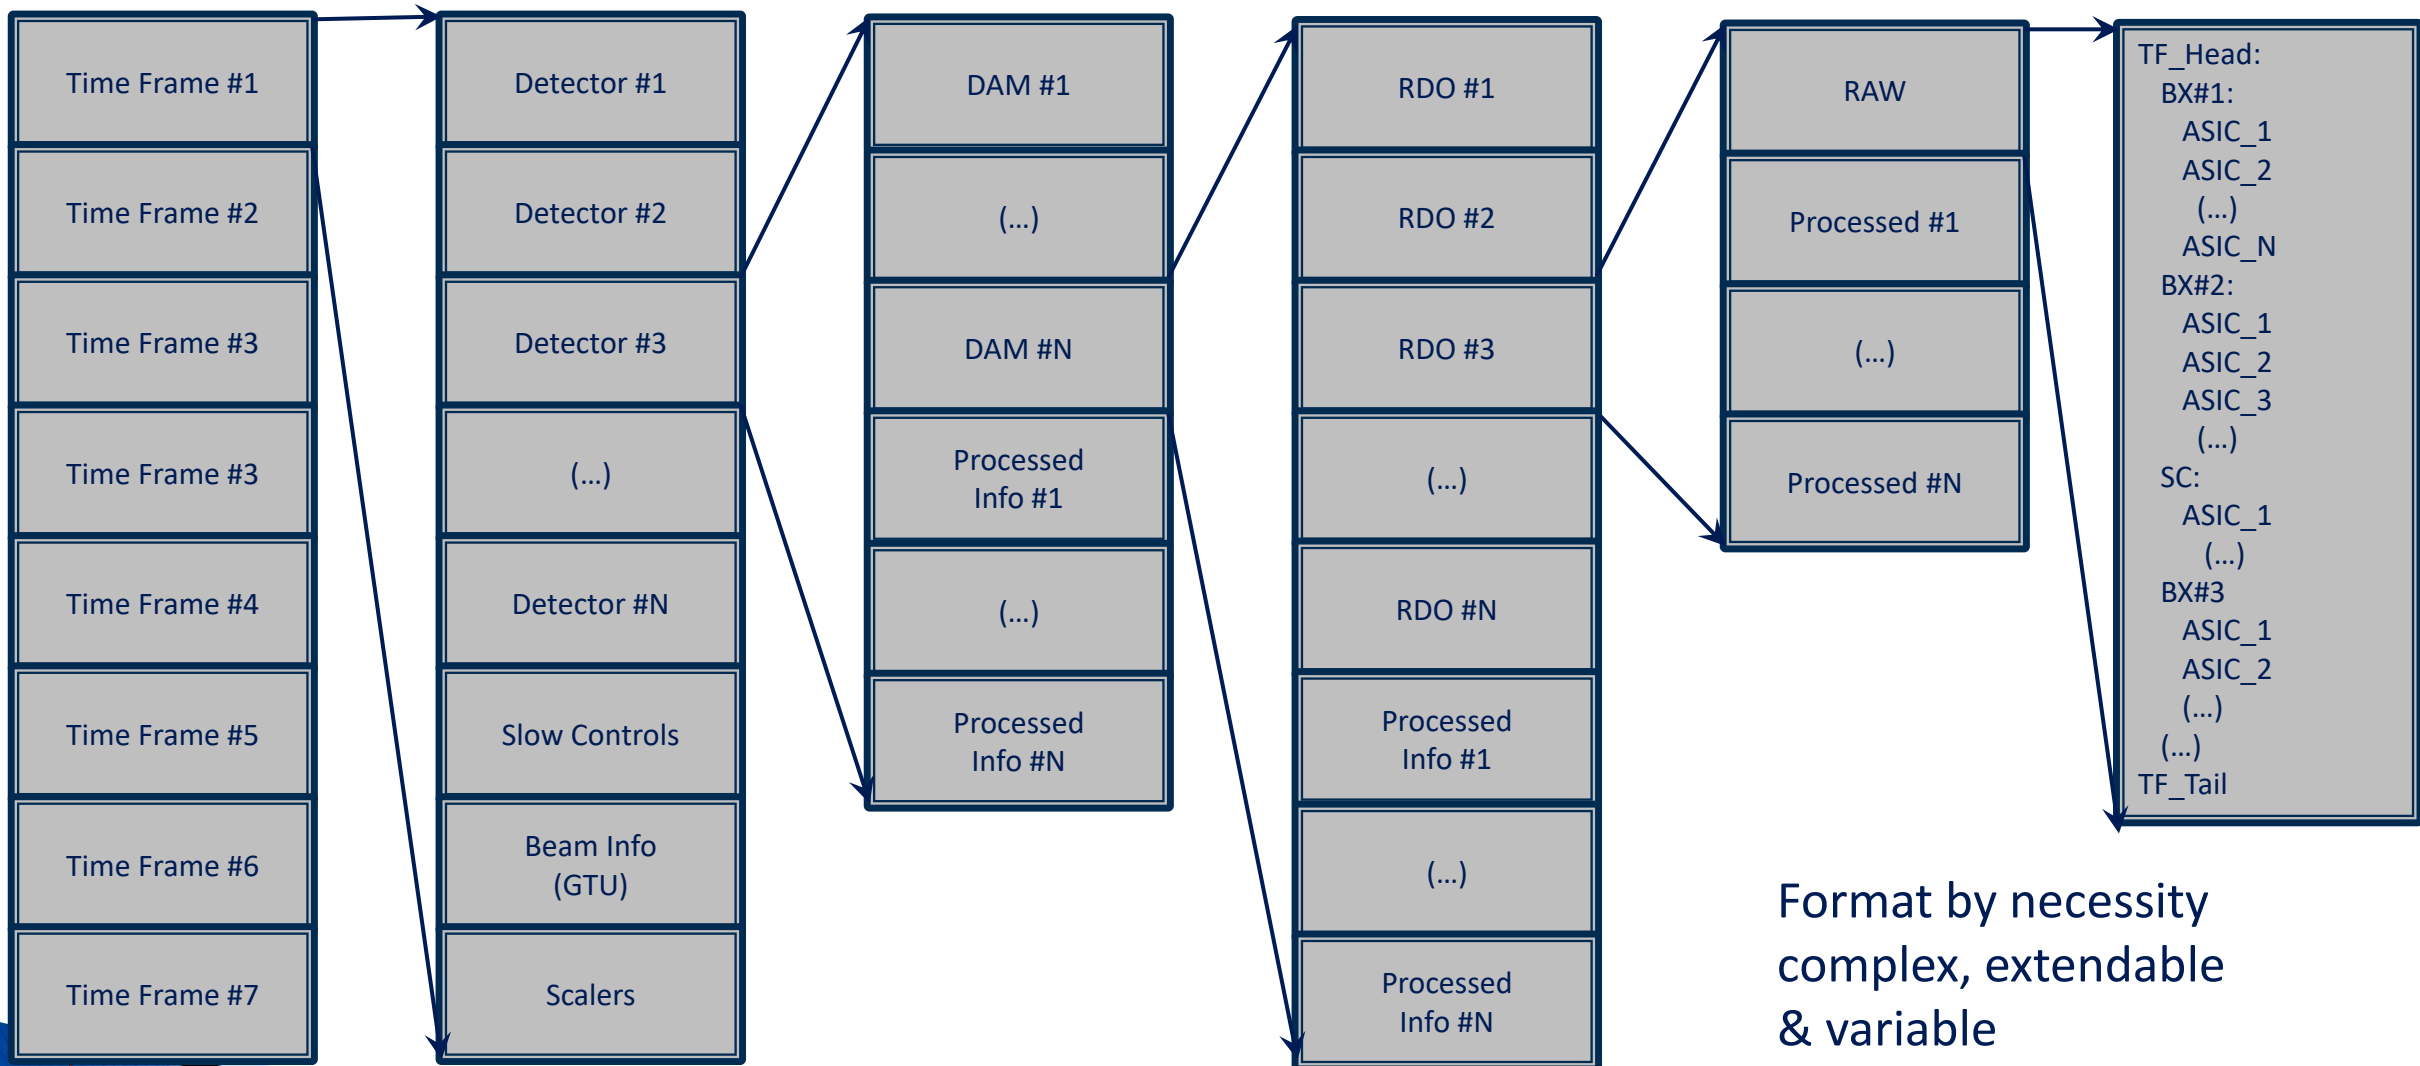 Time Frame #1
Time Frame #2
Time Frame #3
Time Frame #3
Time Frame #4
Time Frame #5
Time Frame #6
Time Frame #7
Detector #1
Detector #2
Detector #3
(...)
Detector #N
Slow Controls
Beam Info
(GTU)
Scalers
DAM #1
(...)
DAM #N
Processed
Info #1
(...)
Processed
Info #N
RDO #1
RDO #2
RDO #3
(...)
RDO #N
Processed
Info #1
(...)
Processed
Info #N
RAW
Processed #1
(...)
Processed #N
TF_Head:
BX#1:
ASIC_1
ASIC_2
(...)
ASIC_N
BX#2:
ASIC_1
ASIC_2
ASIC_3
(...)
SC:
ASIC_1
(...)
BX#3
ASIC_1
ASIC_2
(...)
(...)
TF_Tail
Format by necessity
complex, extendable
& variable